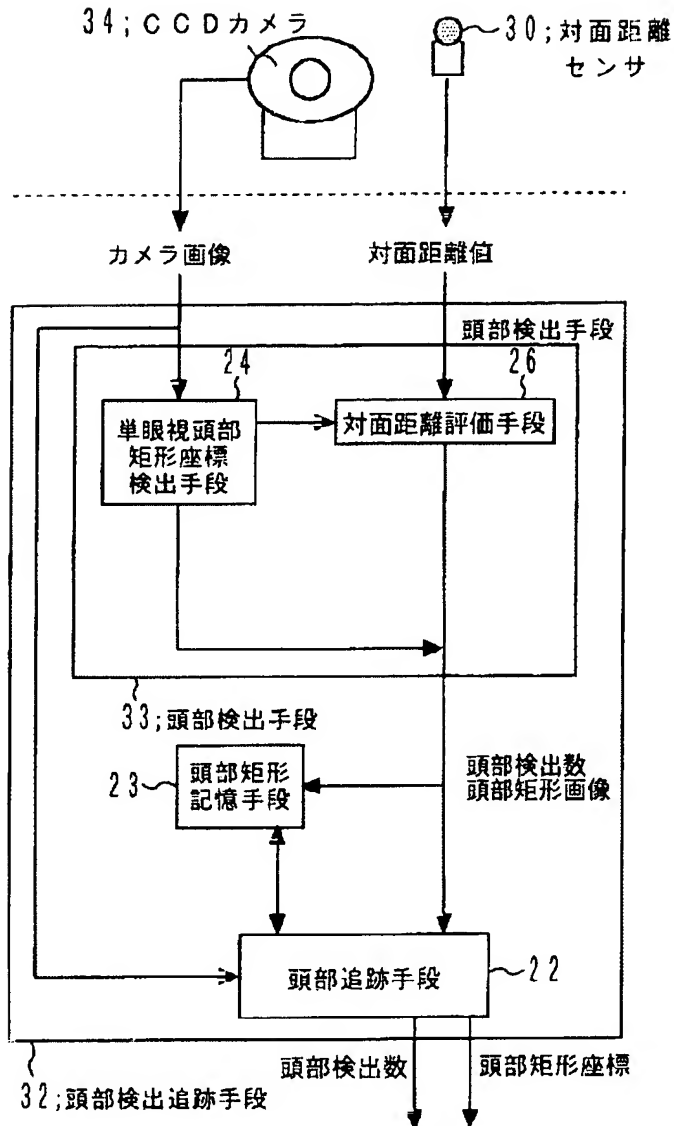 34;CCDカメラ
30;対面距離
センサ
カメラ画像
対面距離値
頭部検出手段
24
26
単眼視頭部
矩形座標
検出手段
対面距離評価手段
33;頭部検出手段
23
頭部矩形
記憶手段
頭部検出数
頭部矩形画像
頭部追跡手段
22
頭部検出数
頭部矩形座標
32;頭部検出追跡手段